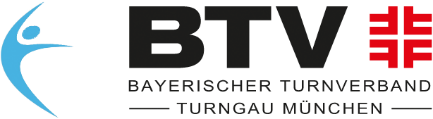 BTV
BAYERISCHER TURNVERBAND
TURNGAU MÜNCHEN